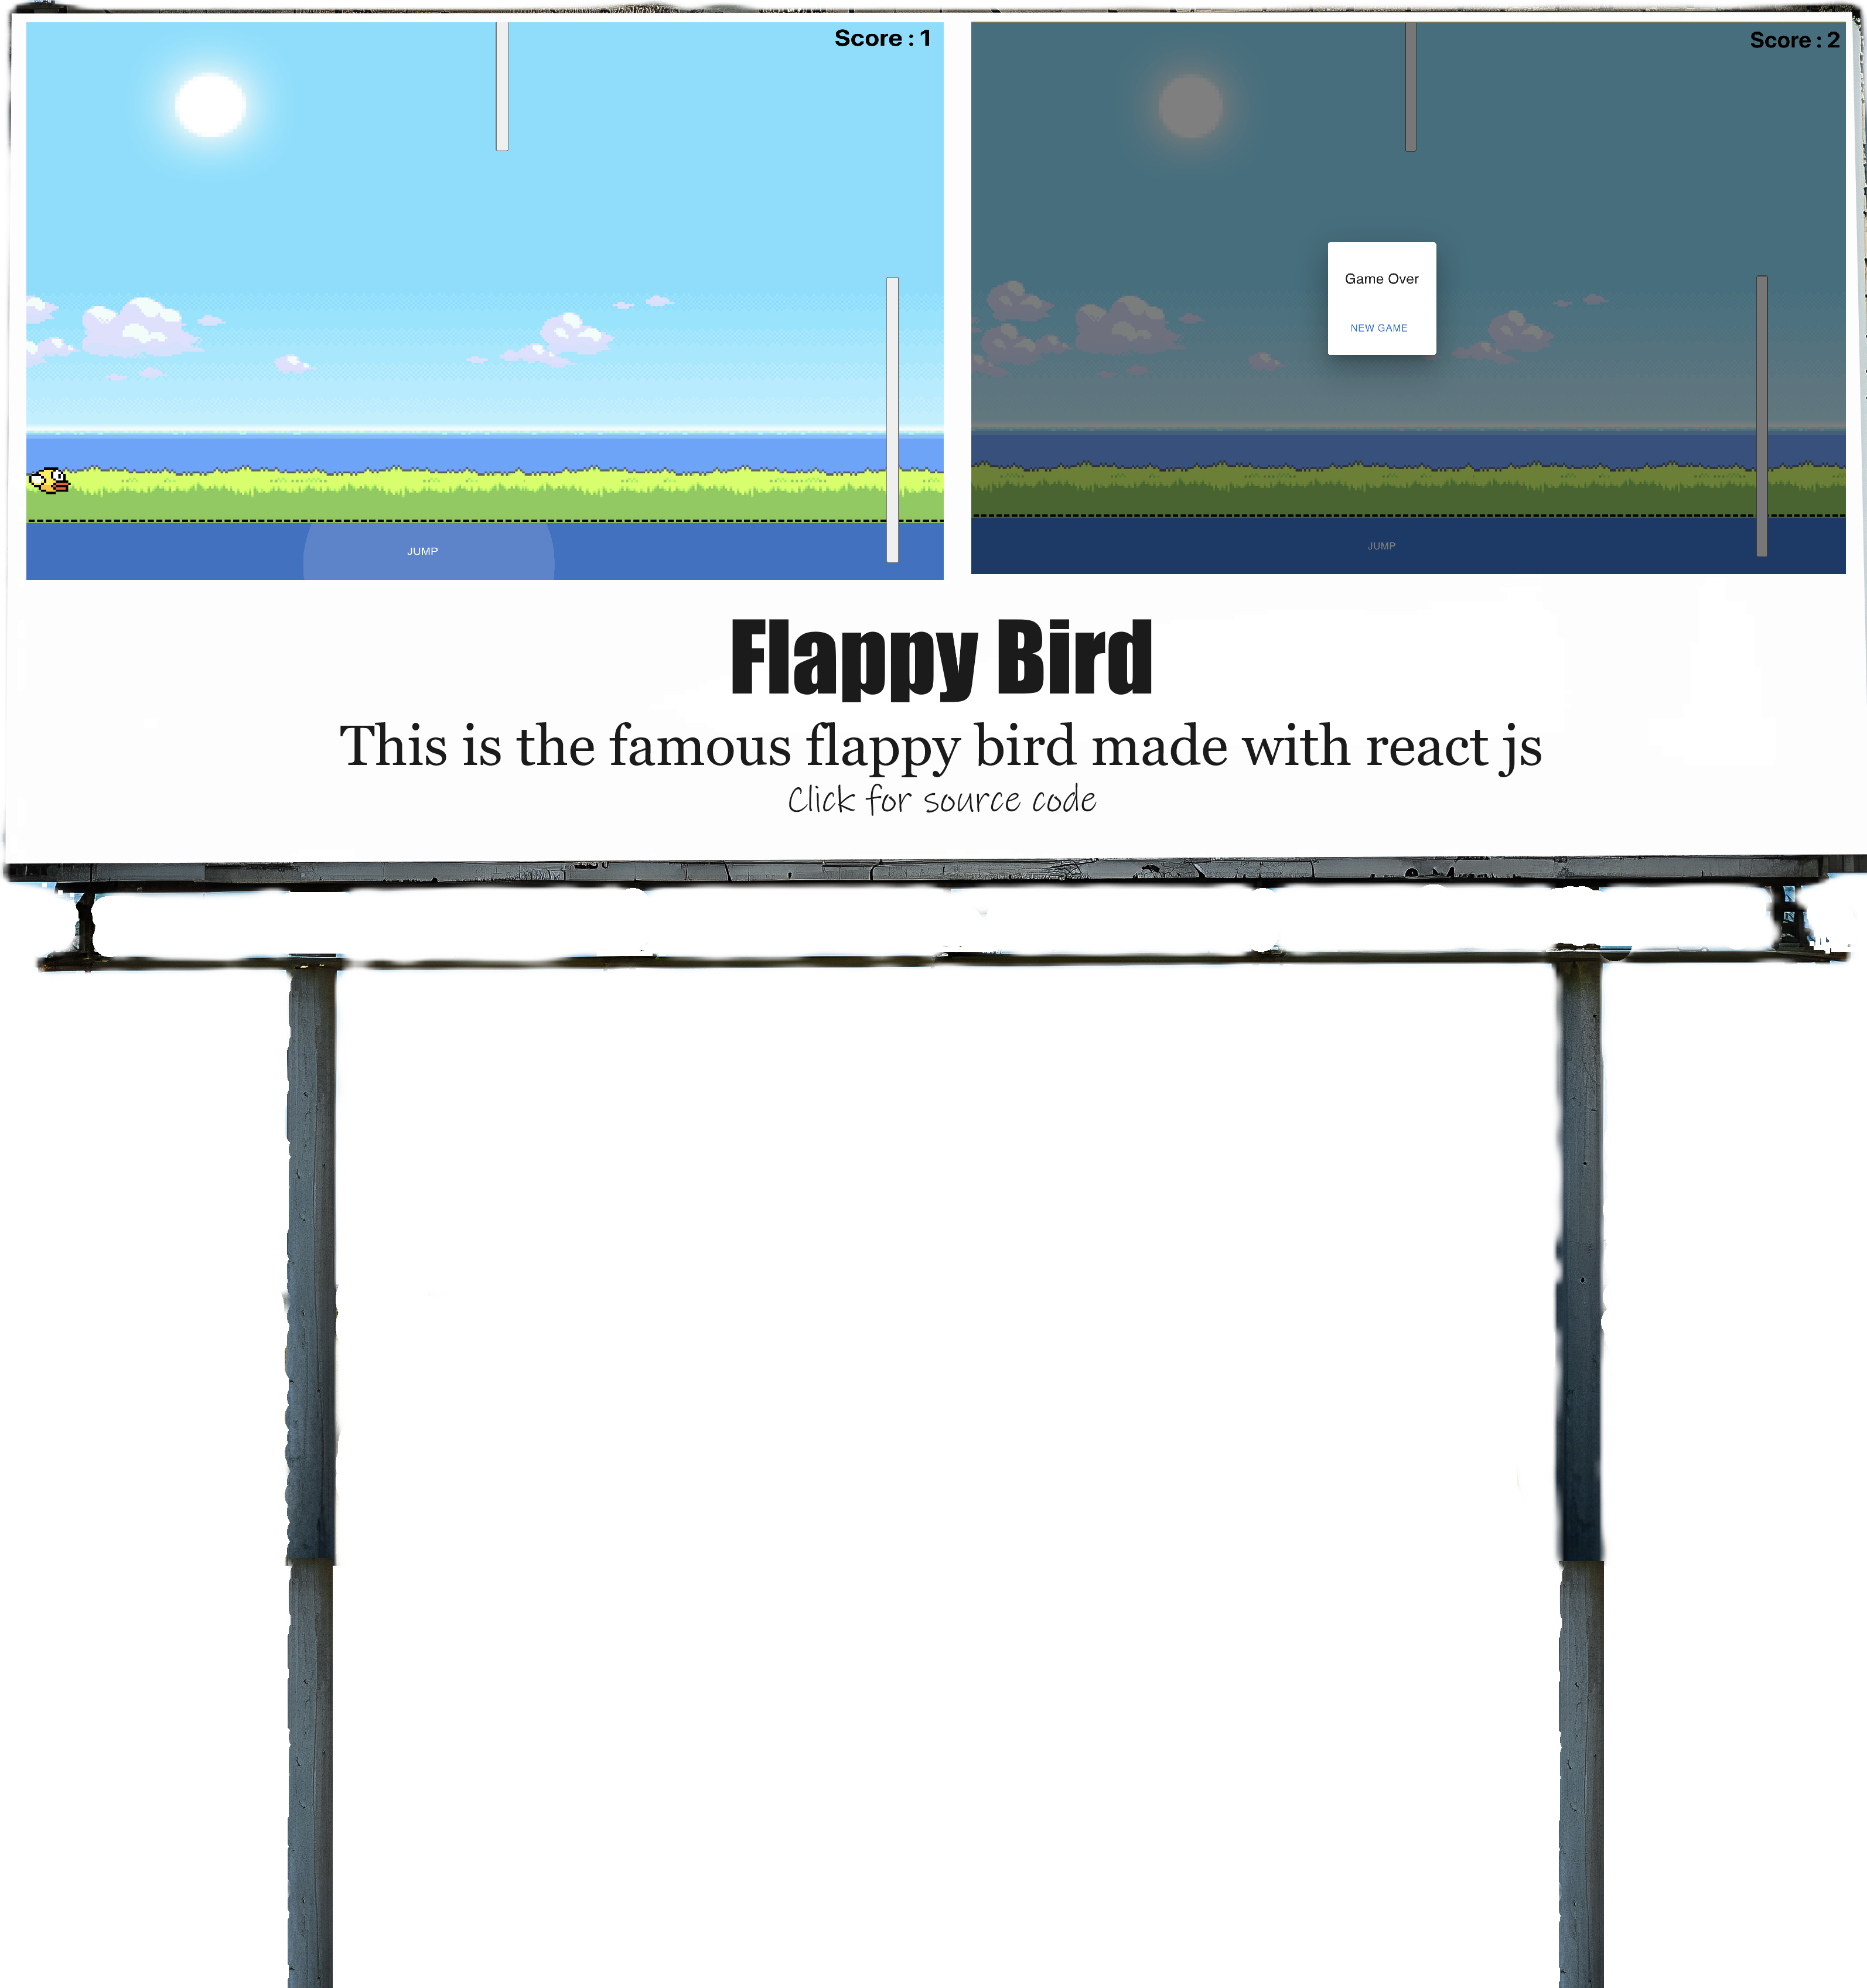 Score : 1
JUMP
Score : 2
Game Over
NEW GAME
JUMP
Flappy Bird
This is the famous flappy bird made with react js
Click for source code